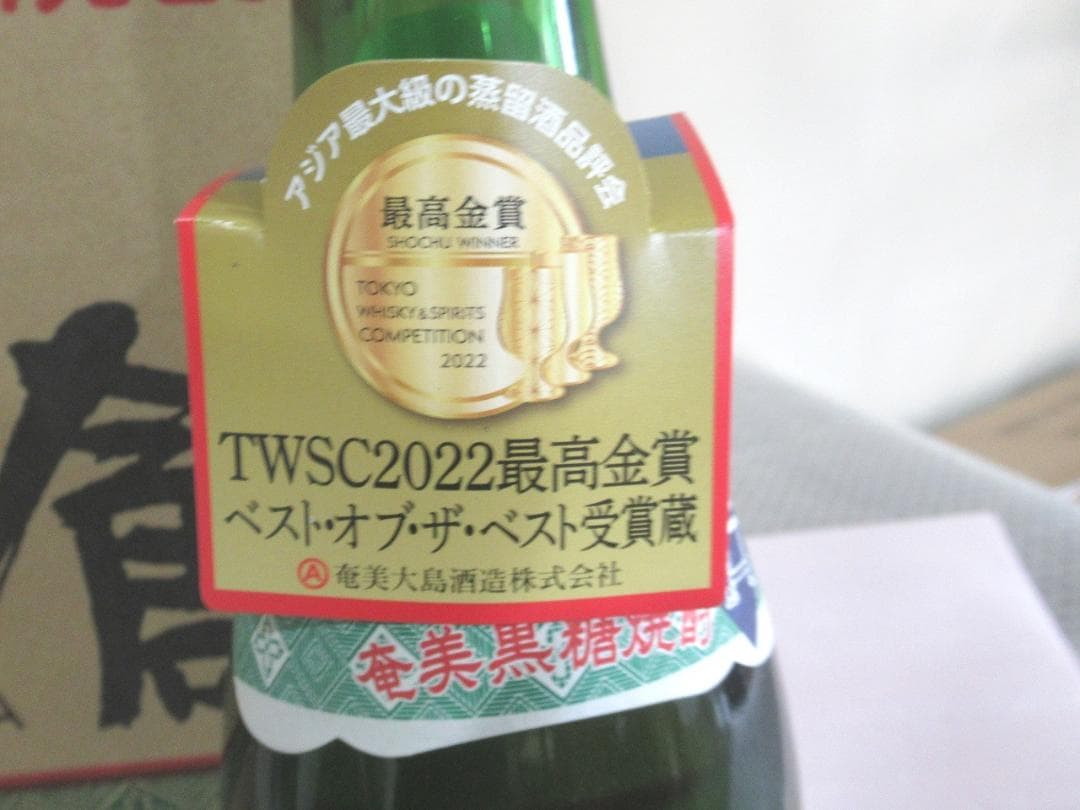 アジア最大級の蒸留酒品評会
最高金賞
SHOCHU WINNER
TOKYO
WHISKY & SPIRITS
COMPETITION
2022
TWSC2022最高金賞
ベスト・オブ・ザ・ベスト受賞蔵
Ⓐ奄美大島酒造株式会社
奄美黒糖焼酎